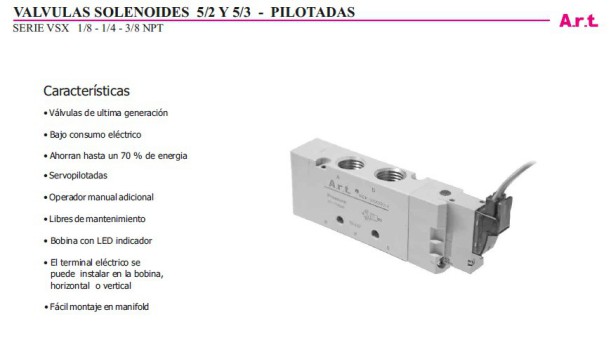 VALVULAS SOLENOIDES 5/2 Y 5/3 - PILOTADAS
SERIE VSX 1/8 - 1/4 - 3/8 NPT
A.r.t.
Características
• Válvulas de ultima generación
• Bajo consumo eléctrico
• Ahorran hasta un 70 % de energia
• Servopilotadas
• Operador manual adicional
• Libres de mantenimiento
• Bobina con LED indicador
• El terminal eléctrico se
puede instalar en la bobina,
horizontal o vertical
• Fácil montaje en manifold
A.r.t.